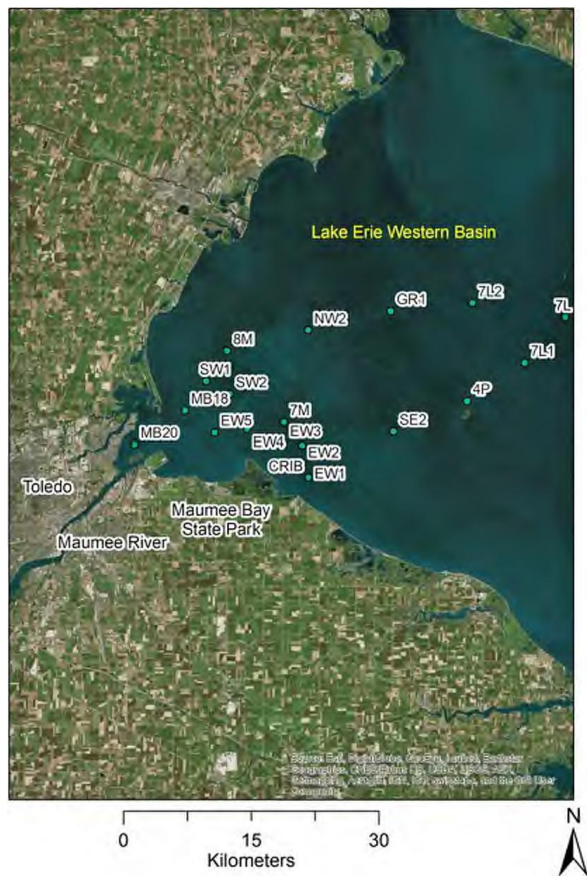 Lake Erie Western Basin
7L2
GR1
7L
NW2
8M
7L1
SW1
SW2
4P
MB18
7M
EW5
EW3
SE2
MB20
EW4
EW2
CRIB
EW1
Toledo
Maumee Bay
State Park
Maumee River
N
0 15 30
Kilometers